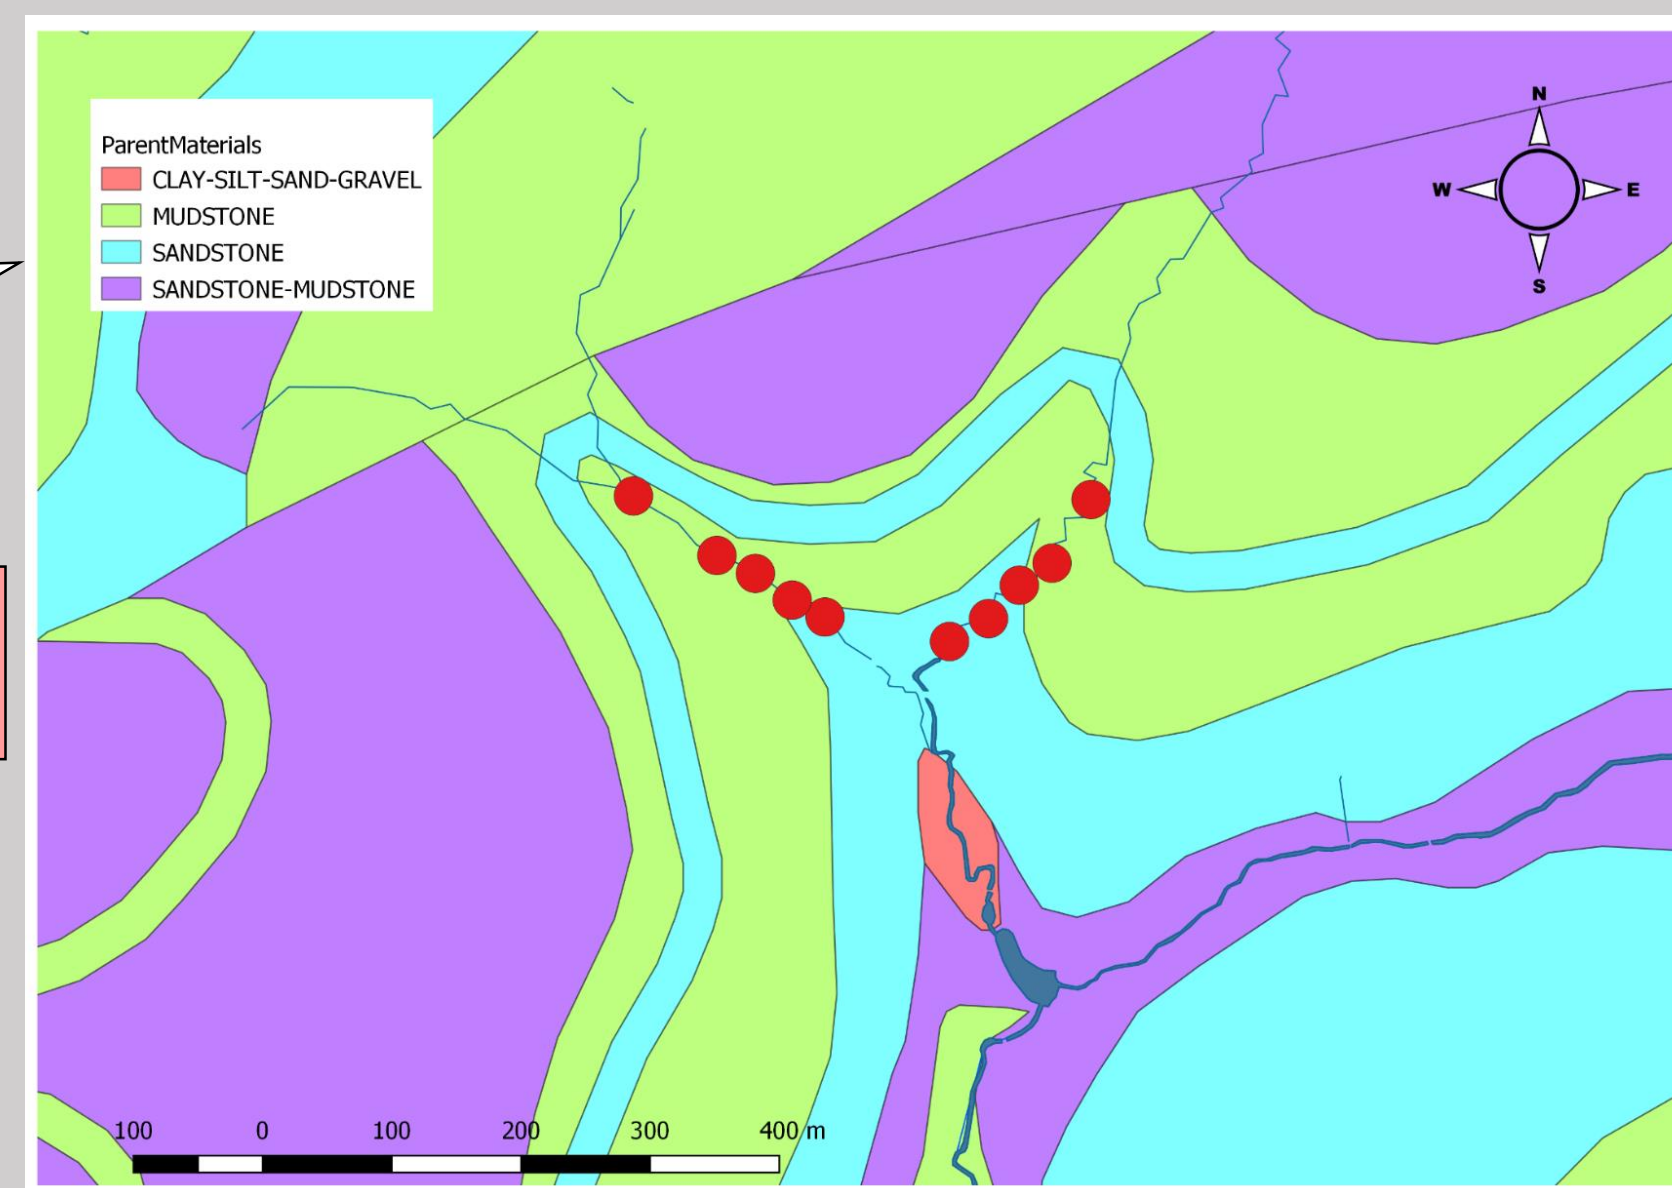 ParentMaterials
CLAY-SILT-SAND-GRAVEL
MUDSTONE
SANDSTONE
SANDSTONE-MUDSTONE
N
W E
S
100 0 100 200 300 400 m